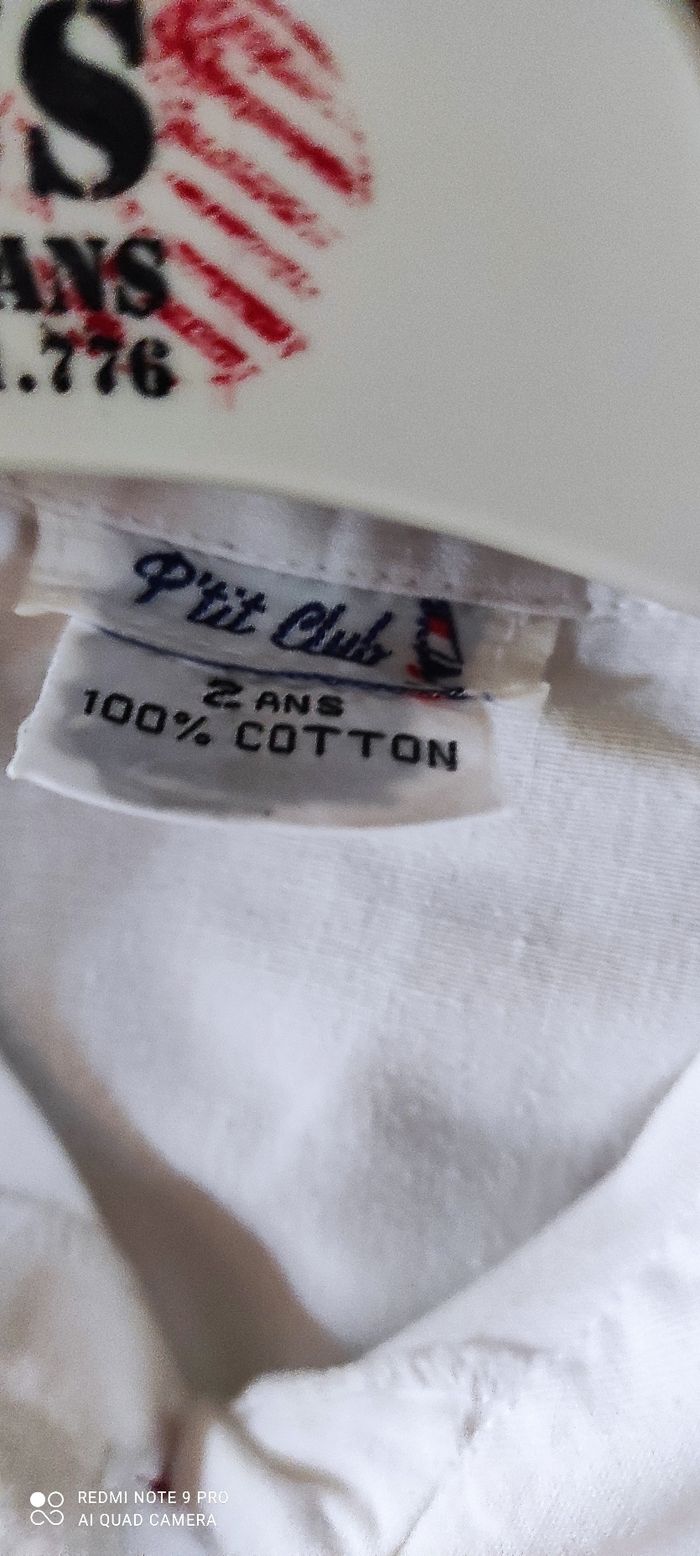 S
ANS
.776
P'tit Club
2 ANS
100% COTTON
REDMI NOTE 9 PRO
AI QUAD CAMERA